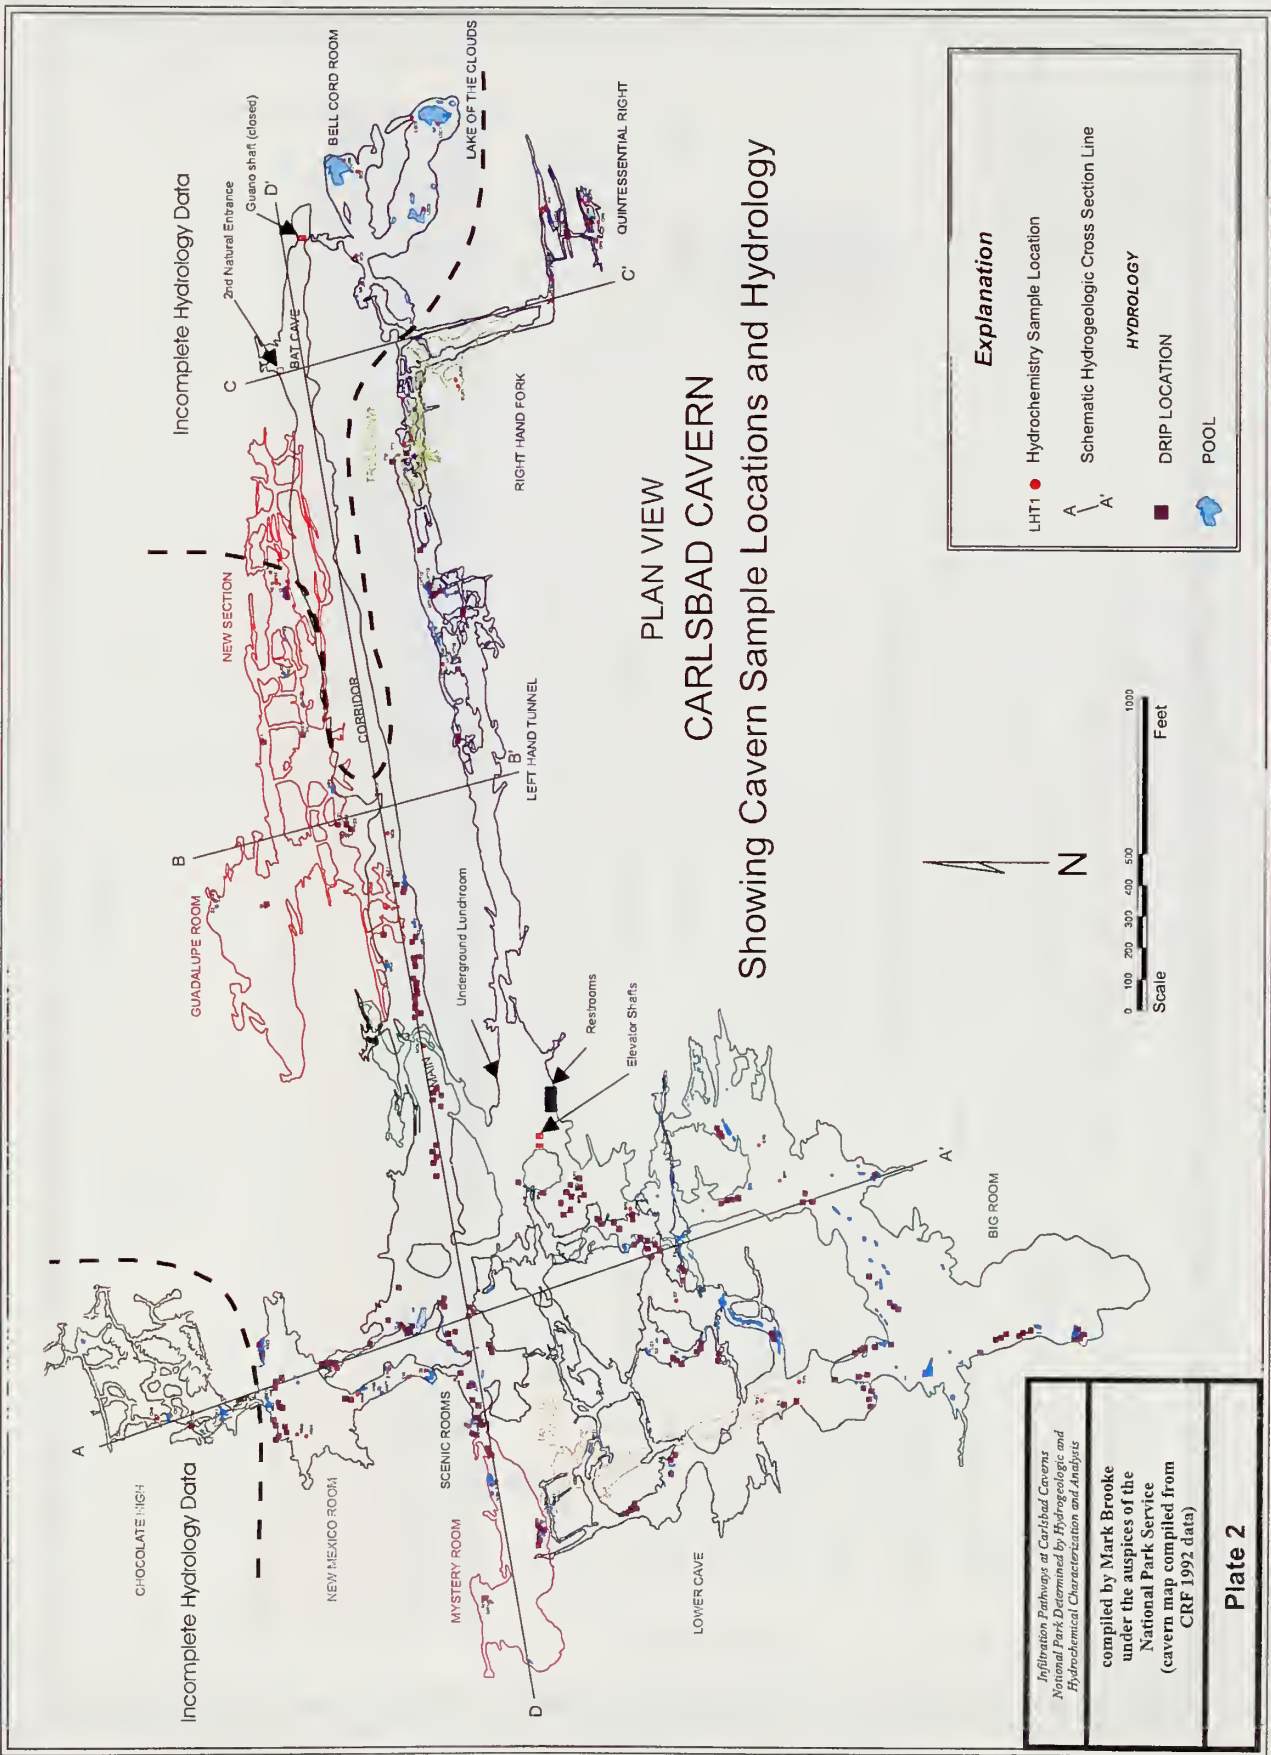 PLAN VIEW
CARLSBAD CAVERN
Showing Cavern Sample Locations and Hydrology
CHOCOLATE HIGH
Incomplete Hydrology Data
A
NEW MEXICO ROOM
GUADALUPE ROOM
B
NEW SECTION
Incomplete Hydrology Data
C
2nd Natural Entrance
Guano shaft (closed)
D'
BAT CAVE
BELL CORD ROOM
LAKE OF THE CLOUDS
CORRIDOR
MAIN
RIGHT HAND FORK
QUINTESSENTIAL RIGHT
C'
LEFT HAND TUNNEL
B'
Underground Lunchroom
Restrooms
Elevator Shafts
SCENIC ROOMS
MYSTERY ROOM
D
LOWER CAVE
BIG ROOM
A'
N
0 100 200 300 400 500 1000
Scale Feet
Explanation
LHT1 Hydrochemistry Sample Location
A
A'
Schematic Hydrogeologic Cross Section Line
HYDROLOGY
DRIP LOCATION
POOL
Infiltration Pathways at Carlsbad Caverns
National Park Determined by Hydrogeologic and
Hydrochemical Characterization and Analysis
compiled by Mark Brooke
under the auspices of the
National Park Service
(cavern map compiled from
CRF 1992 data)
Plate 2